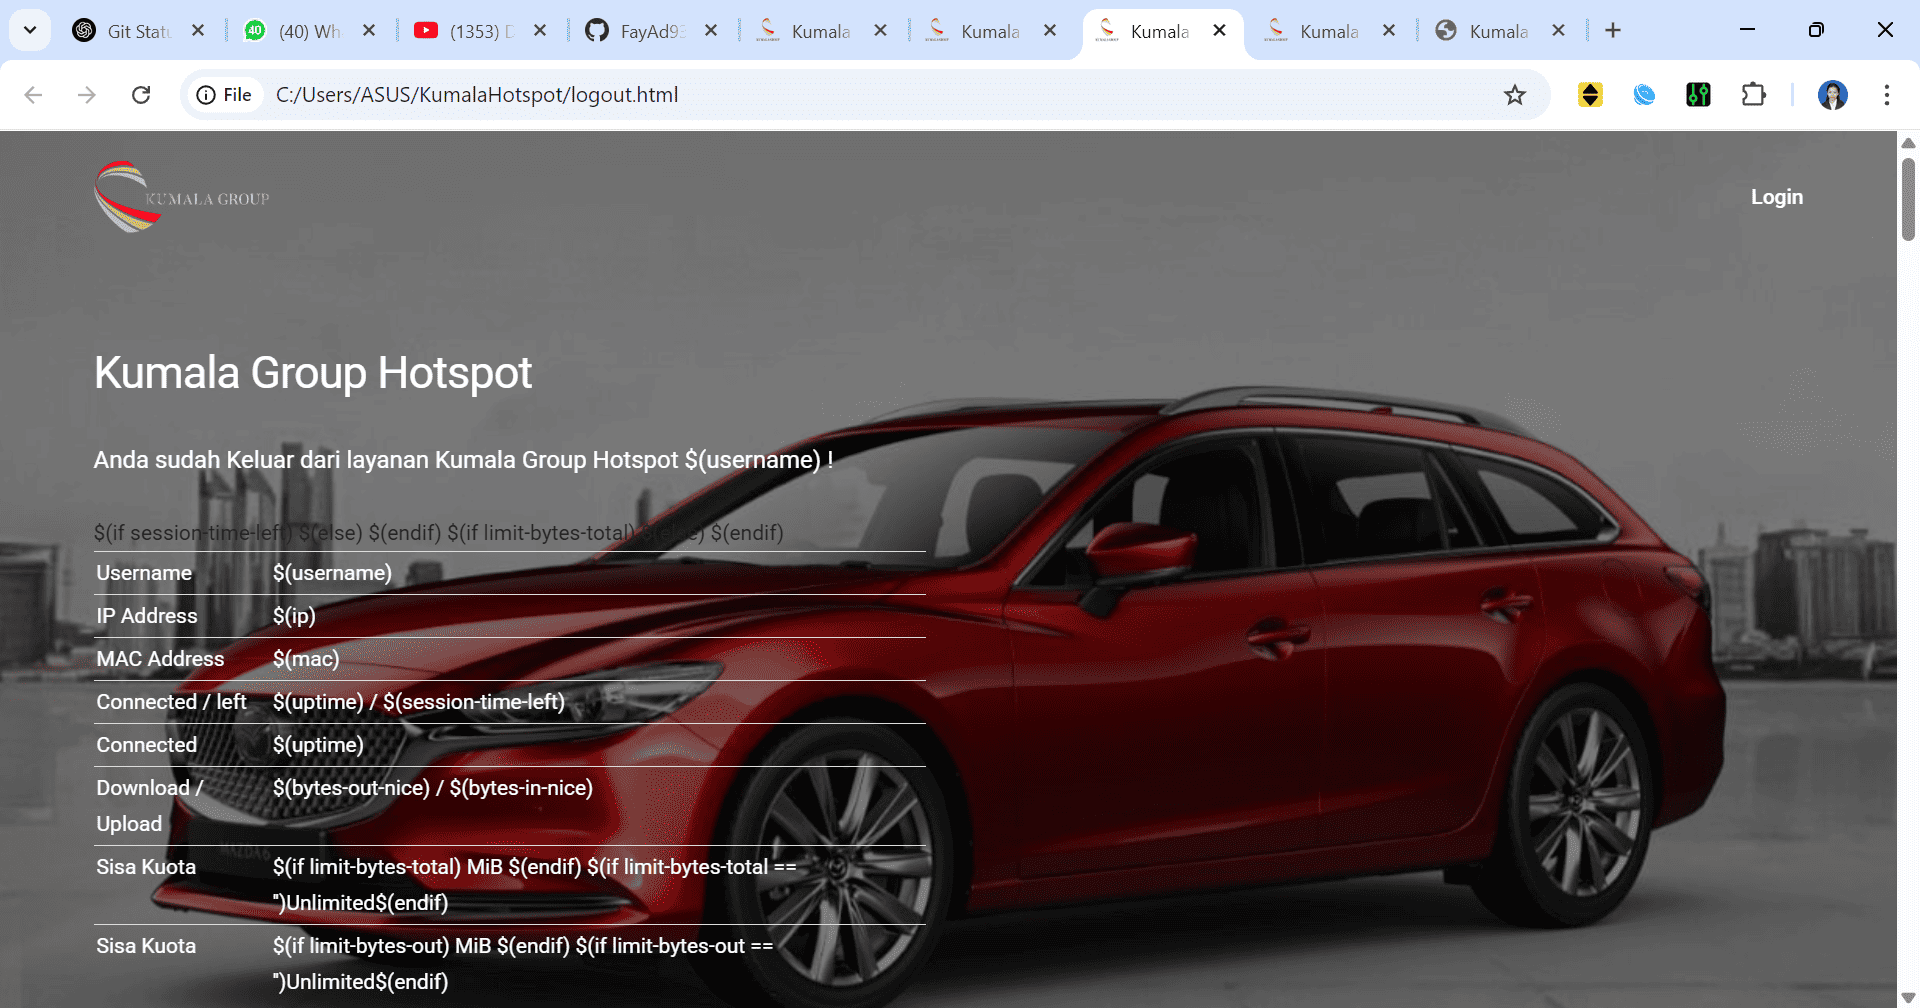 Git Statu
(40) Wh
(1353) D
FayAd93
Kumala
Kumala
Kumala
Kumala
Kumala
File
C:/Users/ASUS/KumalaHotspot/logout.html
KUMALA GROUP
Login
Kumala Group Hotspot
Anda sudah Keluar dari layanan Kumala Group Hotspot $(username) !
$(if session-time-left) $(else) $(endif) $(if limit-bytes-total) $(else) $(endif)
Username $(username)
IP Address $(ip)
MAC Address $(mac)
Connected / left $(uptime) / $(session-time-left)
Connected $(uptime)
Download / $(bytes-out-nice) / $(bytes-in-nice)
Upload
Sisa Kuota $(if limit-bytes-total) MiB $(endif) $(if limit-bytes-total ==
'')Unlimited$(endif)
Sisa Kuota $(if limit-bytes-out) MiB $(endif) $(if limit-bytes-out ==
'')Unlimited$(endif)
MAZDA6